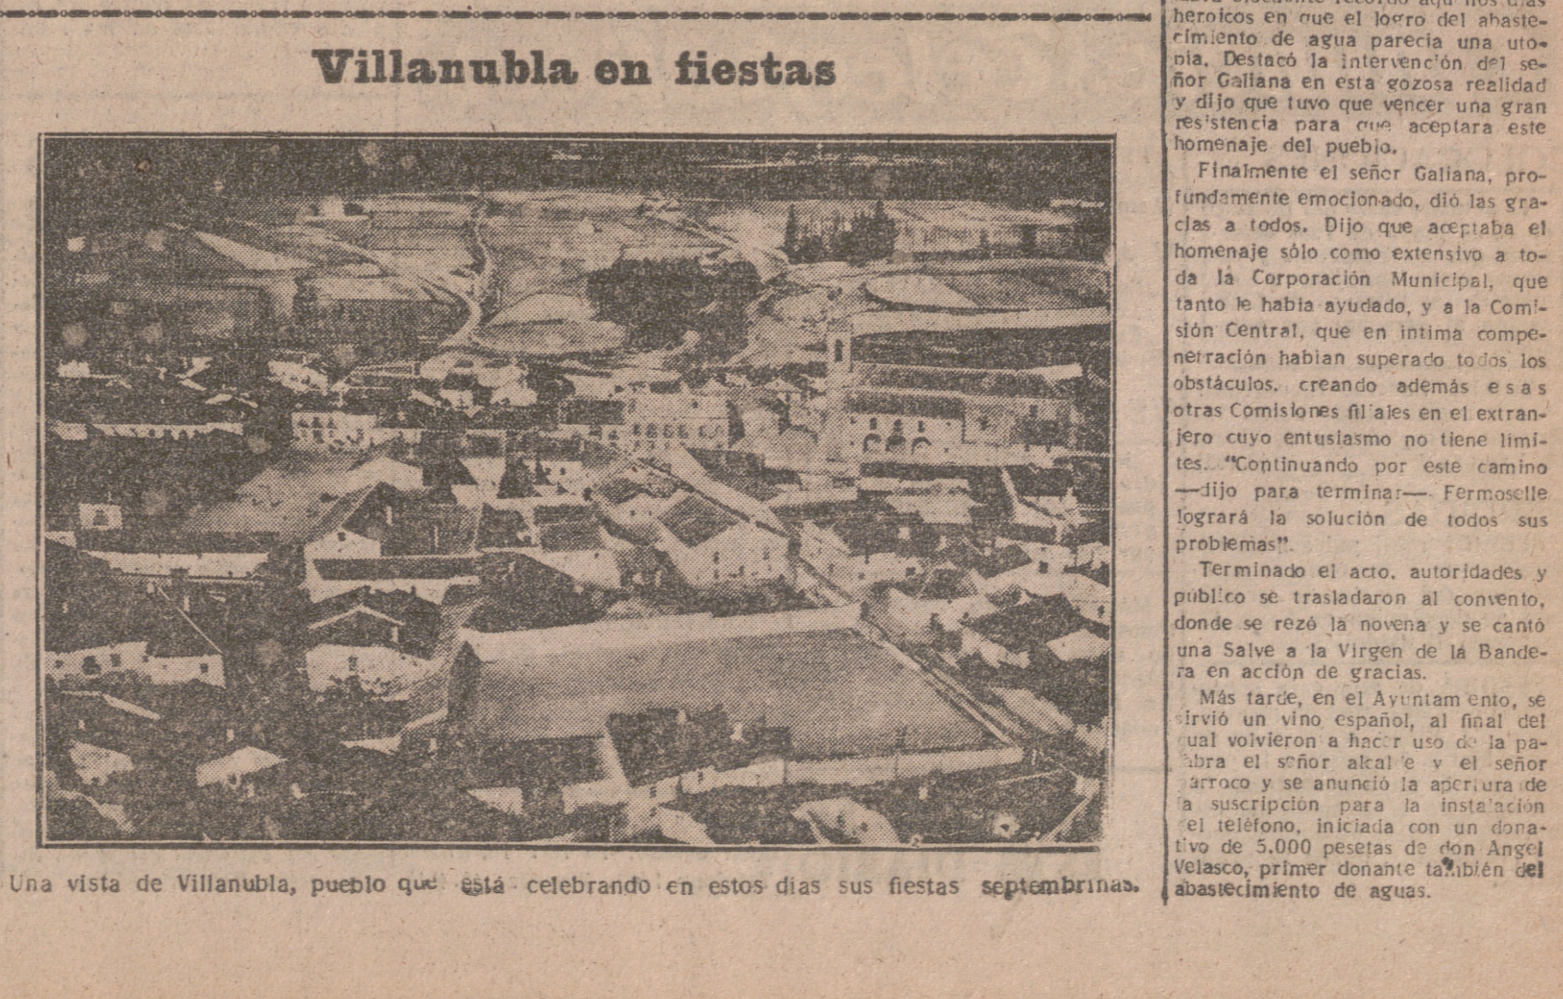 Villanubla en fiestas
Una vista de Villanubla, pueblo que está celebrando en estos días sus fiestas septembrinas.
heroicos en que el logro del abaste-
cimiento de agua parecía una uto-
pia. Destacó la intervención del se-
ñor Galiana en esta gozosa realidad
y dijo que tuvo que vencer una gran
resistencia para que aceptara este
homenaje del pueblo.
Finalmente el señor Galiana, pro-
fundamente emocionado, dió las gra-
cias a todos. Dijo que aceptaba el
homenaje sólo como extensivo a to-
da la Corporación Municipal, que
tanto le había ayudado, y a la Comi-
sión Central, que en intima compe-
netración habian superado todos los
obstáculos, creando además esas
otras Comisiones filiales en el extran-
jero cuyo entusiasmo no tiene limi-
tes. "Continuando por este camino
—dijo para terminar— Fermoselle
logrará la solución de todos sus
problemas".
Terminado el acto, autoridades y
público se trasladaron al convento,
donde se rezó la novena y se cantó
una Salve a la Virgen de la Bande-
ra en acción de gracias.
Más tarde, en el Ayuntamiento, se
sirvió un vino español, al final del
cual volvieron a hacer uso de la pa-
labra el señor alcalde y el señor
párroco y se anunció la apertura de
la suscripción para la instalación
del teléfono, iniciada con un dona-
tivo de 5.000 pesetas de don Angel
Velasco, primer donante también del
abastecimiento de aguas.